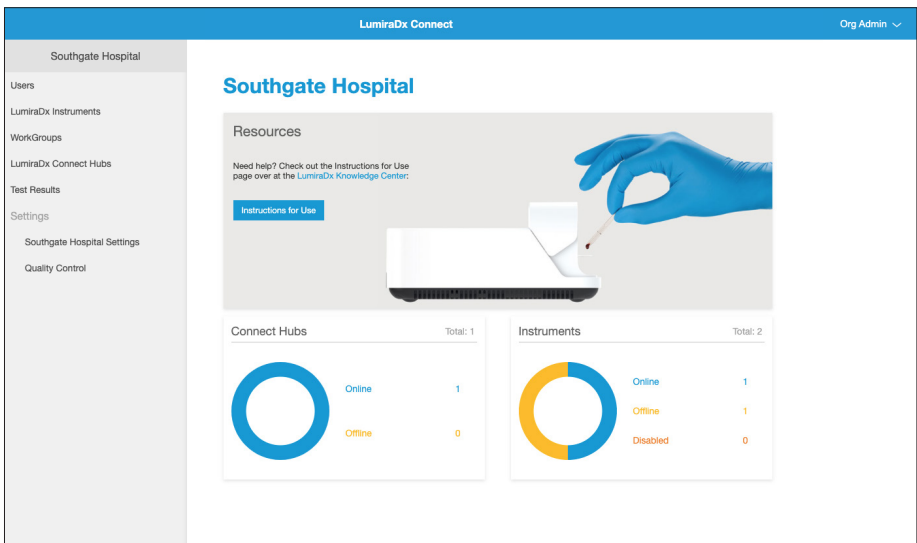 LumiraDx Connect
Org Admin
Southgate Hospital
Users
LumiraDx Instruments
WorkGroups
LumiraDx Connect Hubs
Test Results
Settings
Southgate Hospital Settings
Quality Control
Southgate Hospital
Resources
Need help? Check out the Instructions for Use
page over at the LumiraDx Knowledge Center:
Instructions for Use
Connect Hubs Total: 1
Online 1
Offline 0
Instruments Total: 2
Online 1
Offline 1
Disabled 0